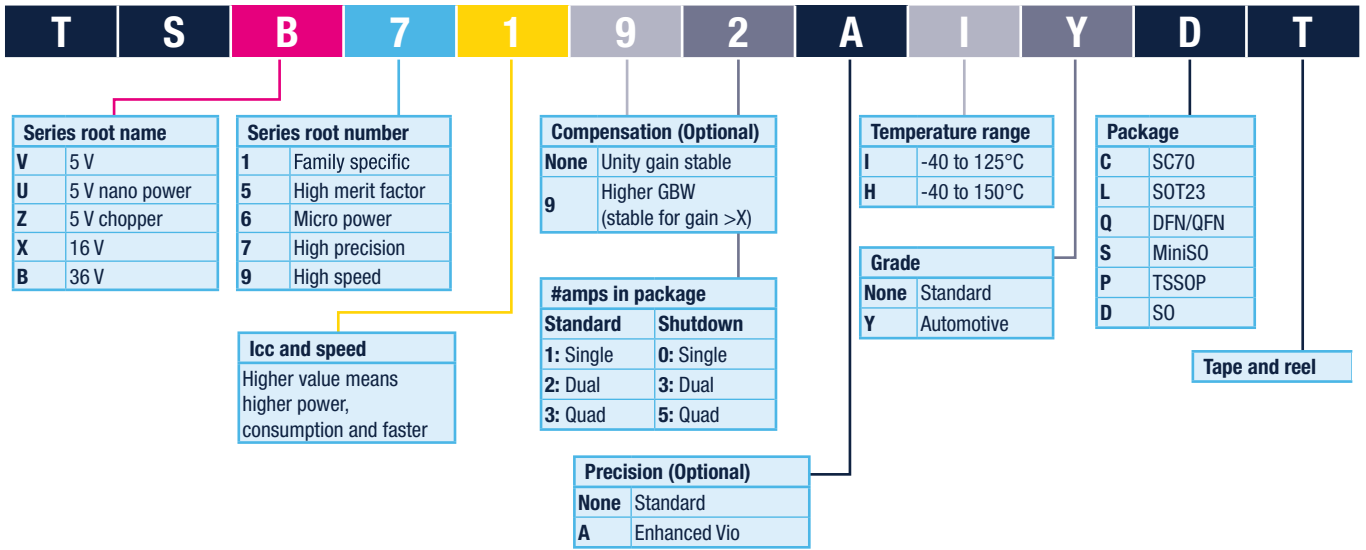 T S B 7 1 9 2 A I Y D T
Series root name
V 5 V
U 5 V nano power
Z 5 V chopper
X 16 V
B 36 V
Series root number
1 Family specific
5 High merit factor
6 Micro power
7 High precision
9 High speed
Icc and speed
Higher value means
higher power,
consumption and faster
Compensation (Optional)
None Unity gain stable
9 Higher GBW
(stable for gain >X)
#amps in package
Standard Shutdown
1: Single 0: Single
2: Dual 3: Dual
3: Quad 5: Quad
Precision (Optional)
None Standard
A Enhanced Vio
Temperature range
I -40 to 125°C
H -40 to 150°C
Grade
None Standard
Y Automotive
Package
C SC70
L SOT23
Q DFN/QFN
S MiniSO
P TSSOP
D SO
Tape and reel